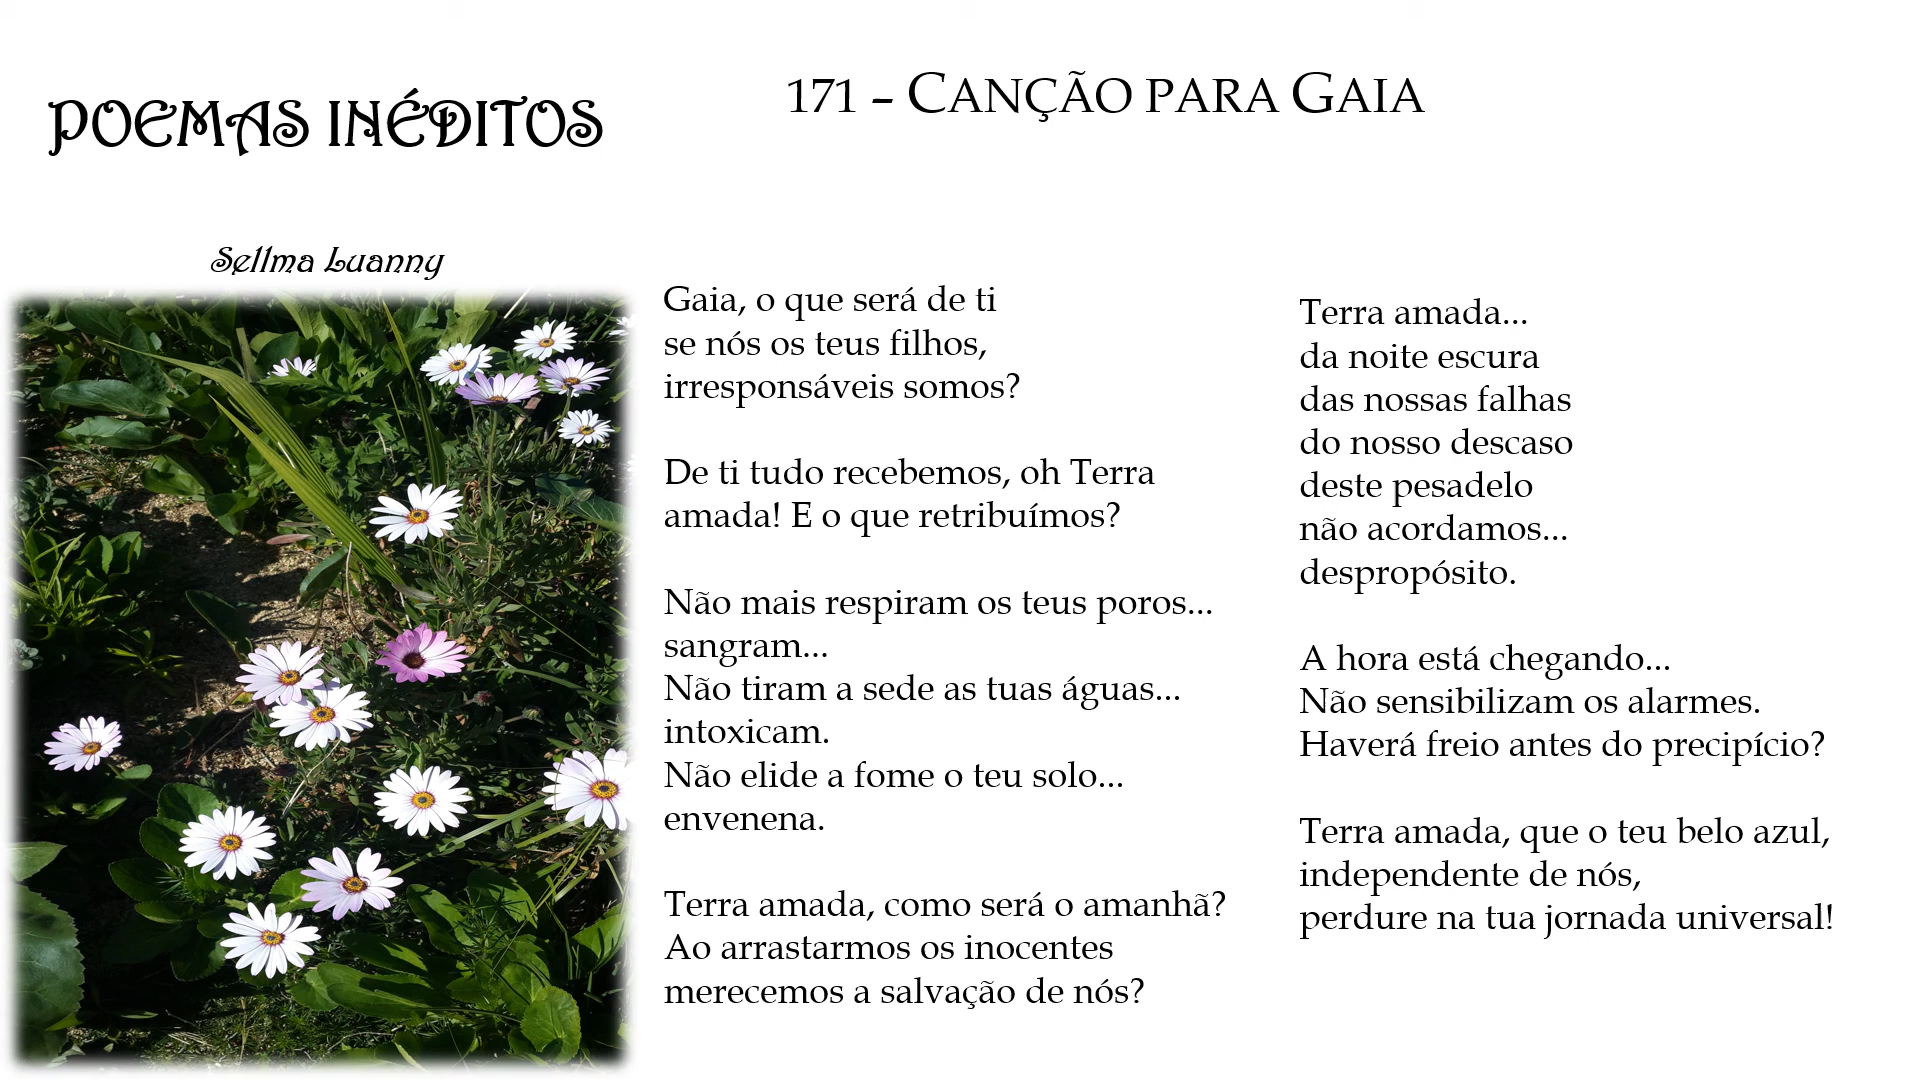 POEMAS INÉDITOS
Sellma Luanny
171 – CANÇÃO PARA GAIA
Gaia, o que será de ti
se nós os teus filhos,
irresponsáveis somos?
De ti tudo recebemos, oh Terra
amada! E o que retribuímos?
Não mais respiram os teus poros...
sangram...
Não tiram a sede as tuas águas...
intoxicam.
Não elide a fome o teu solo...
envenena.
Terra amada, como será o amanhã?
Ao arrastarmos os inocentes
merecemos a salvação de nós?
Terra amada...
da noite escura
das nossas falhas
do nosso descaso
deste pesadelo
não acordamos...
despropósito.
A hora está chegando...
Não sensibilizam os alarmes.
Haverá freio antes do precipício?
Terra amada, que o teu belo azul,
independente de nós,
perdure na tua jornada universal!